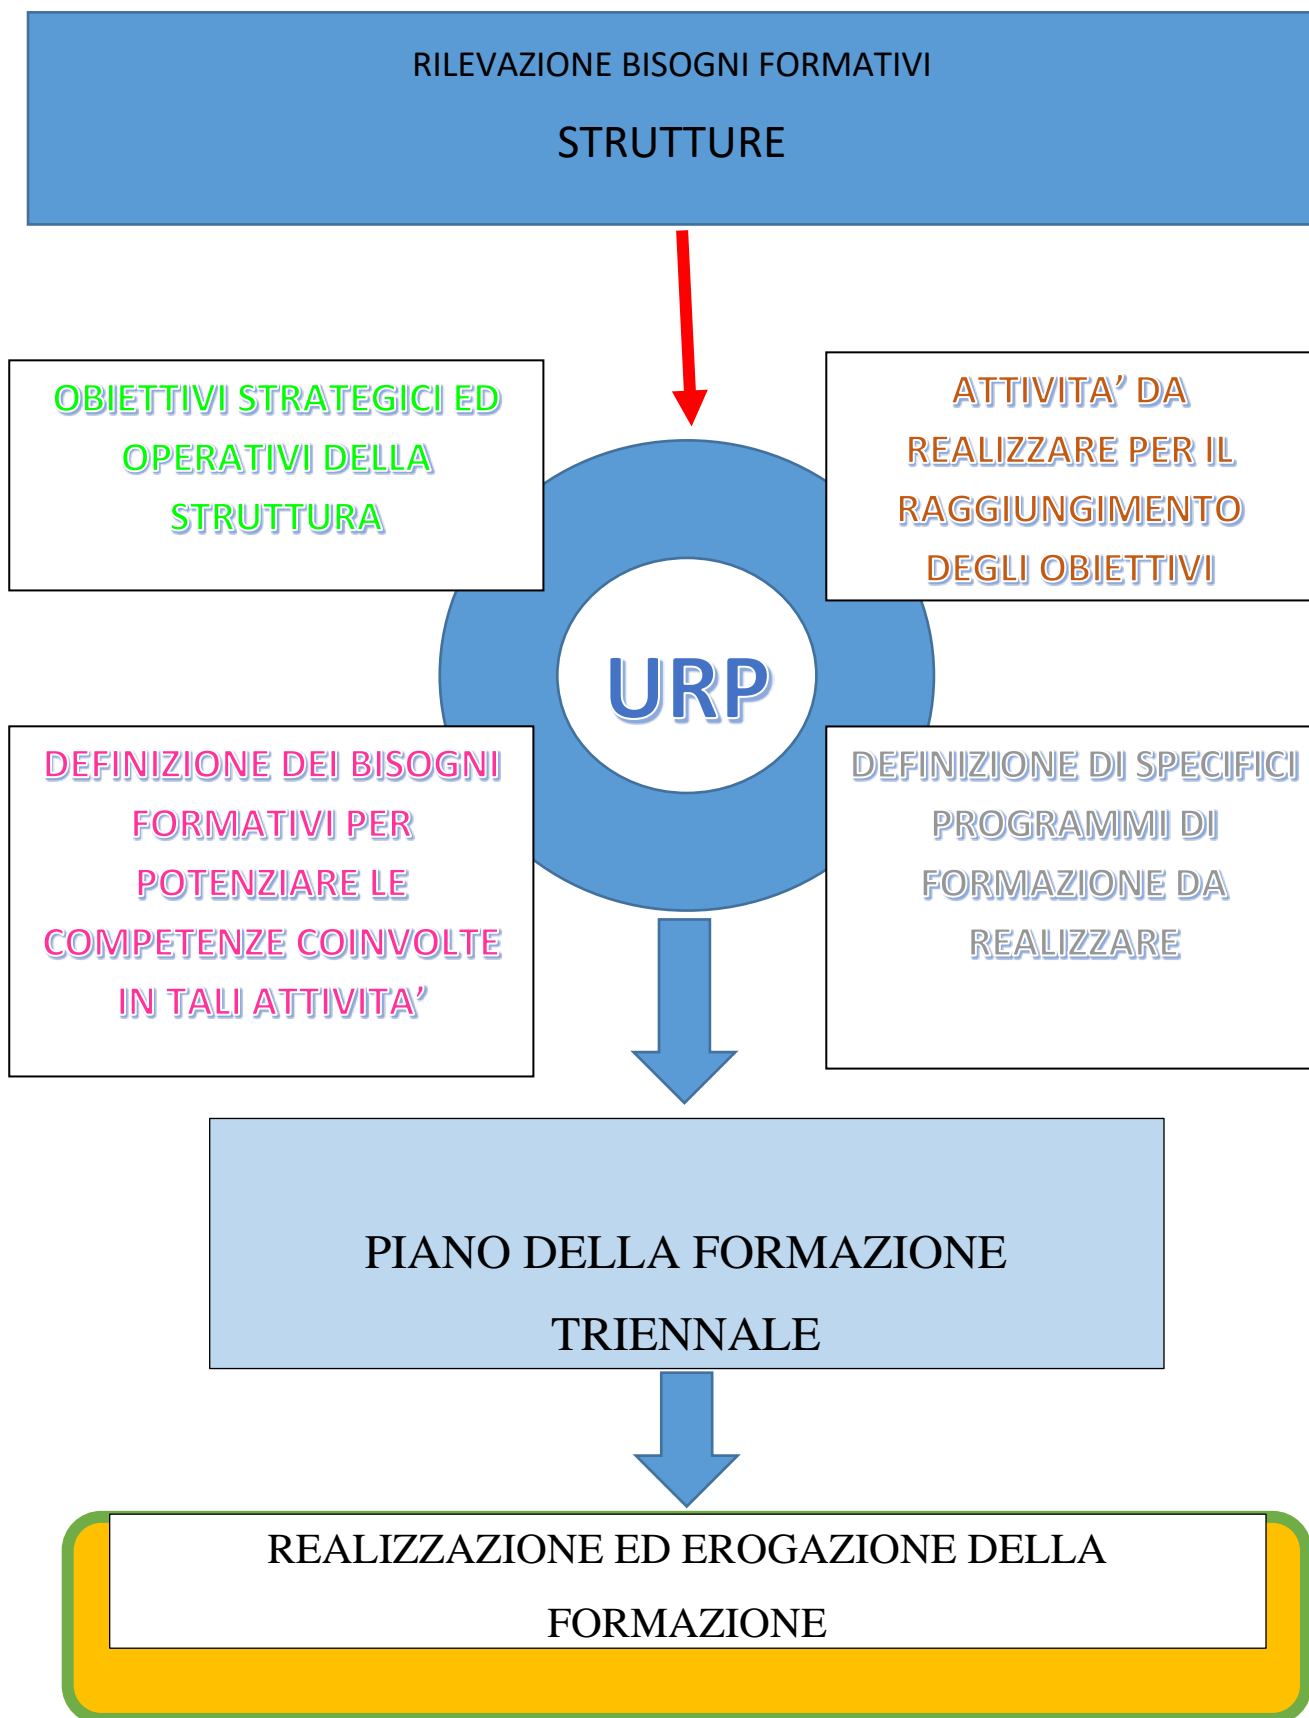 RILEVAZIONE BISOGNI FORMATIVI
STRUTTURE
OBIETTIVI STRATEGICI ED
OPERATIVI DELLA
STRUTTURA
ATTIVITA’ DA
REALIZZARE PER IL
RAGGIUNGIMENTO
DEGLI OBIETTIVI
URP
DEFINIZIONE DEI BISOGNI
FORMATIVI PER
POTENZIARE LE
COMPETENZE COINVOLTE
IN TALI ATTIVITA’
DEFINIZIONE DI SPECIFICI
PROGRAMMI DI
FORMAZIONE DA
REALIZZARE
PIANO DELLA FORMAZIONE
TRIENNALE
REALIZZAZIONE ED EROGAZIONE DELLA
FORMAZIONE